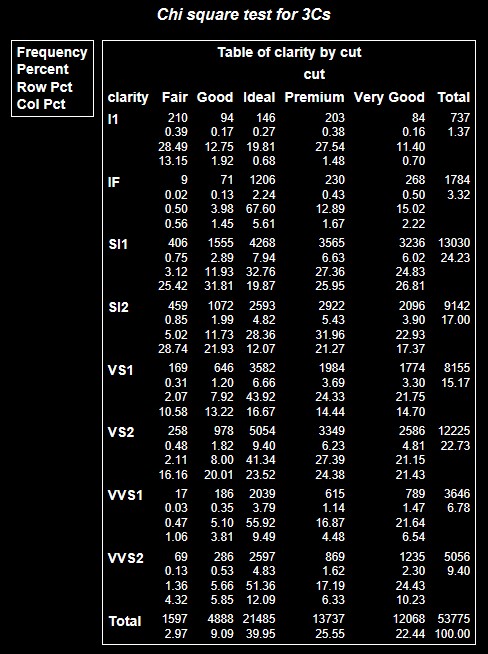 Chi square test for 3Cs
Frequency
Percent
Row Pct
Col Pct
Table of clarity by cut
cut
clarity Fair Good Ideal Premium Very Good Total
I1 210 94 146 203 84 737
0.39 0.17 0.27 0.38 0.16 1.37
28.49 12.75 19.81 27.54 11.40
13.15 1.92 0.68 1.48 0.70
IF 9 71 1206 230 268 1784
0.02 0.13 2.24 0.43 0.50 3.32
0.50 3.98 67.60 12.89 15.02
0.56 1.45 5.61 1.67 2.22
SI1 406 1555 4268 3565 3236 13030
0.75 2.89 7.94 6.63 6.02 24.23
3.12 11.93 32.76 27.36 24.83
25.42 31.81 19.87 25.95 26.81
SI2 459 1072 2593 2922 2096 9142
0.85 1.99 4.82 5.43 3.90 17.00
5.02 11.73 28.36 31.96 22.93
28.74 21.93 12.07 21.27 17.37
VS1 169 646 3582 1984 1774 8155
0.31 1.20 6.66 3.69 3.30 15.17
2.07 7.92 43.92 24.33 21.75
10.58 13.22 16.67 14.44 14.70
VS2 258 978 5054 3349 2586 12225
0.48 1.82 9.40 6.23 4.81 22.73
2.11 8.00 41.34 27.39 21.15
16.16 20.01 23.52 24.38 21.43
VVS1 17 186 2039 615 789 3646
0.03 0.35 3.79 1.14 1.47 6.78
0.47 5.10 55.92 16.87 21.64
1.06 3.81 9.49 4.48 6.54
VVS2 69 286 2597 869 1235 5056
0.13 0.53 4.83 1.62 2.30 9.40
1.36 5.66 51.36 17.19 24.43
4.32 5.85 12.09 6.33 10.23
Total 1597 4888 21485 13737 12068 53775
2.97 9.09 39.95 25.55 22.44 100.00